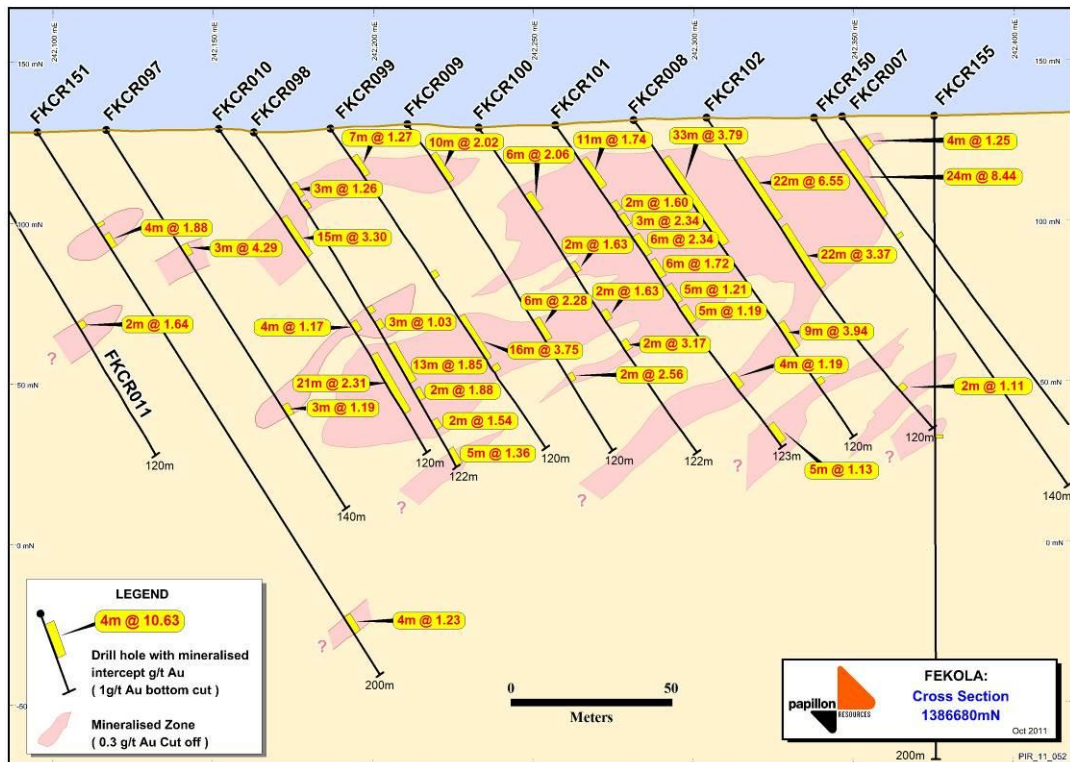 242,100 mE
242,150 mE
242,200 mE
242,250 mE
242,300 mE
242,350 mE
242,400 mE
150 mN
150 mN
FKCR151
FKCR097
FKCR010
FKCR098
FKCR099
FKCR009
FKCR100
FKCR101
FKCR008
FKCR102
FKCR150
FKCR007
FKCR155
7m @ 1.27
10m @ 2.02
6m @ 2.06
11m @ 1.74
33m @ 3.79
4m @ 1.25
24m @ 8.44
22m @ 6.55
3m @ 1.26
2m @ 1.60
3m @ 2.34
100 mN
100 mN
4m @ 1.88
15m @ 3.30
3m @ 4.29
2m @ 1.63
6m @ 2.34
6m @ 1.72
22m @ 3.37
5m @ 1.21
5m @ 1.19
6m @ 2.28
2m @ 1.63
2m @ 1.64
4m @ 1.17
3m @ 1.03
9m @ 3.94
16m @ 3.75
2m @ 3.17
13m @ 1.85
4m @ 1.19
2m @ 2.56
21m @ 2.31
2m @ 1.88
2m @ 1.11
50 mN
50 mN
?
FKCR011
3m @ 1.19
2m @ 1.54
5m @ 1.36
5m @ 1.13
120m
120m
122m
120m
120m
122m
123m
120m
120m
140m
140m
?
?
?
?
?
0 mN
0 mN
4m @ 1.23
?
200m
LEGEND
4m @ 10.63
Drill hole with mineralised
intercept g/t Au
( 1g/t Au bottom cut )
Mineralised Zone
( 0.3 g/t Au Cut off )
0 50
Meters
papillon
RESOURCES
FEKOLA:
Cross Section
1386680mN
Oct 2011
200m
PIR_11_052